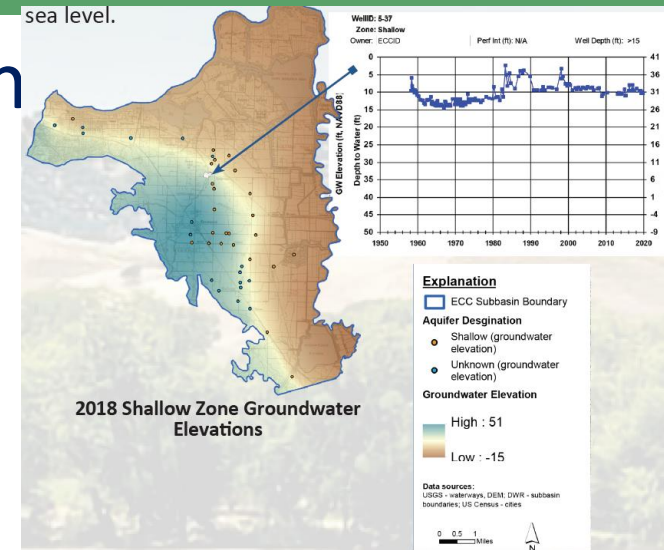 sea level.
n
WellID: 5-37
Zone: Shallow
Owner: ECCID
Perf Int (ft): N/A
Well Depth (ft): >15
GW Elevation (ft, NAVD88)
Depth to Water (ft)
0
5
10
15
20
25
30
35
40
45
50
41
36
31
26
21
16
11
6
1
-4
-9
1950
1960
1970
1980
1990
2000
2010
2020
Explanation
ECC Subbasin Boundary
Aquifer Desgination
Shallow (groundwater
elevation)
Unknown (groundwater
elevation)
Groundwater Elevation
High : 51
Low : -15
Data sources:
USGS - waterways, DEM; DWR - subbasin
boundaries; US Census - cities
0 0.5 1
Miles
N
2018 Shallow Zone Groundwater
Elevations